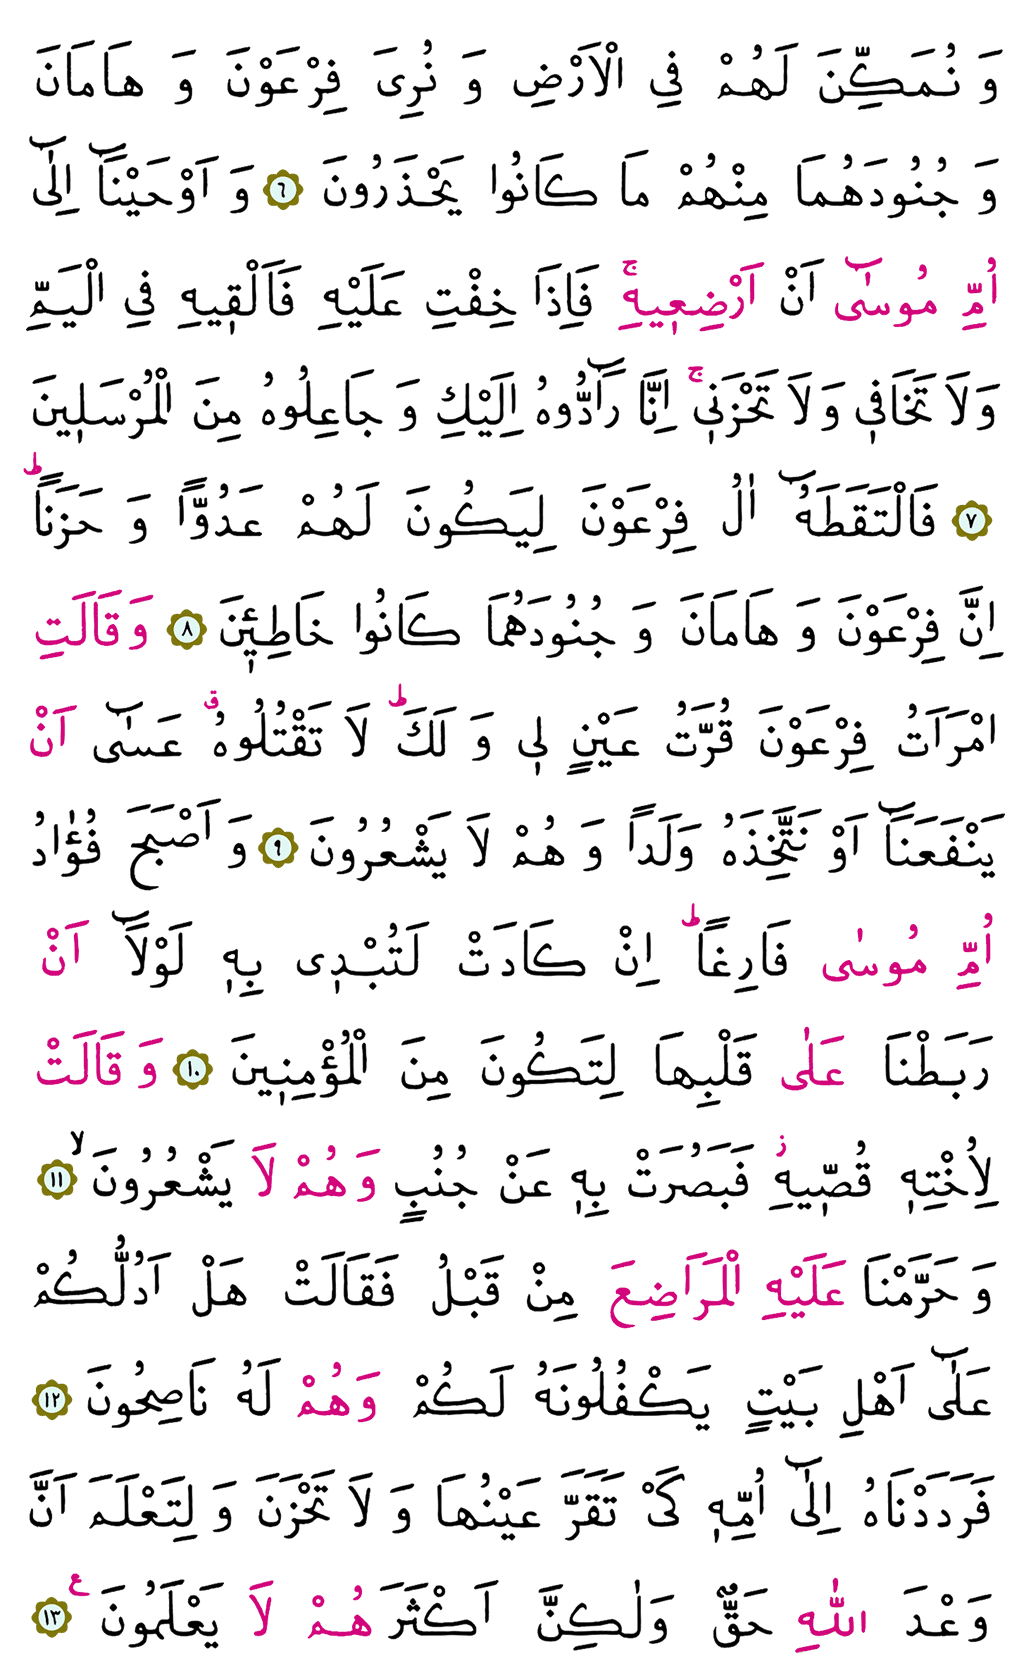 وَ نُمَكِّنَ لَهُمْ فِي الْاَرْضِ وَ نُرِىَ فِرْعَوْنَ وَ هَامَانَ
وَ جُنُودَهُمَا مِنْهُمْ مَا كَانُوا يَحْذَرُونَ ﴿٦﴾ وَ اَوْحَيْنَٓا اِلٰٓى
اُمِّ مُوسٰٓى اَنْ اَرْضِعٖيهِۚ فَاِذَا خِفْتِ عَلَيْهِ فَاَلْقٖيهِ فِي الْيَمِّ
وَلَا تَخَافٖي وَلَا تَحْزَنٖيۚ اِنَّا رَٓادُّوهُ اِلَيْكِ وَ جَاعِلُوهُ مِنَ الْمُرْسَلٖينَ
﴿٧﴾ فَالْتَقَطَهُٓ اٰلُ فِرْعَوْنَ لِيَكُونَ لَهُمْ عَدُوًّا وَ حَزَنًاؕ
اِنَّ فِرْعَوْنَ وَ هَامَانَ وَ جُنُودَهُمَا كَانُوا خَاطِئٖينَ ﴿٨﴾ وَ قَالَتِ
امْرَاَتُ فِرْعَوْنَ قُرَّتُ عَيْنٍ لٖي وَ لَكَؕ لَا تَقْتُلُوهُۗ عَسٰٓى اَنْ
يَنْفَعَنَٓا اَوْ نَتَّخِذَهُ وَلَدًا وَ هُمْ لَا يَشْعُرُونَ ﴿٩﴾ وَ اَصْبَحَ فُؤٰادُ
اُمِّ مُوسٰى فَارِغًاؕ اِنْ كَادَتْ لَتُبْدٖى بِهٖ لَوْلَٓا اَنْ
رَبَطْنَا عَلٰى قَلْبِهَا لِتَكُونَ مِنَ الْمُؤْمِنٖينَ ﴿١٠﴾ وَ قَالَتْ
لِاُخْتِهٖ قُصّٖيهِؗ فَبَصُرَتْ بِهٖ عَنْ جُنُبٍ وَ هُمْ لَا يَشْعُرُونَۙ ﴿١١﴾
وَ حَرَّمْنَا عَلَيْهِ الْمَرَاضِعَ مِنْ قَبْلُ فَقَالَتْ هَلْ اَدُلُّكُمْ
عَلٰٓى اَهْلِ بَيْتٍ يَكْفُلُونَهُ لَكُمْ وَ هُمْ لَهُ نَاصِحُونَ ﴿١٢﴾
فَرَدَدْنَاهُ اِلٰٓى اُمِّهٖ كَىْ تَقَرَّ عَيْنُهَا وَ لَا تَحْزَنَ وَ لِتَعْلَمَ اَنَّ
وَعْدَ اللّٰهِ حَقٌّ وَلٰكِنَّ اَكْثَرَ هُمْ لَا يَعْلَمُونَ ع ﴿١٣﴾